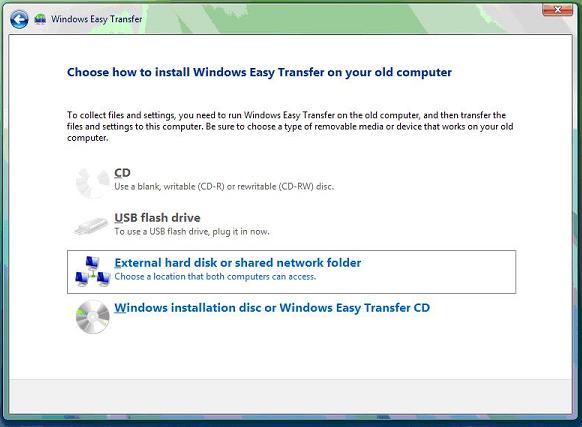 Windows Easy Transfer
Choose how to install Windows Easy Transfer on your old computer
To collect files and settings, you need to run Windows Easy Transfer on the old computer, and then transfer the
files and settings to this computer. Be sure to choose a type of removable media or device that works on your old
computer.
CD
Use a blank, writable (CD-R) or rewritable (CD-RW) disc.
USB flash drive
To use a USB flash drive, plug it in now.
External hard disk or shared network folder
Choose a location that both computers can access.
Windows installation disc or Windows Easy Transfer CD